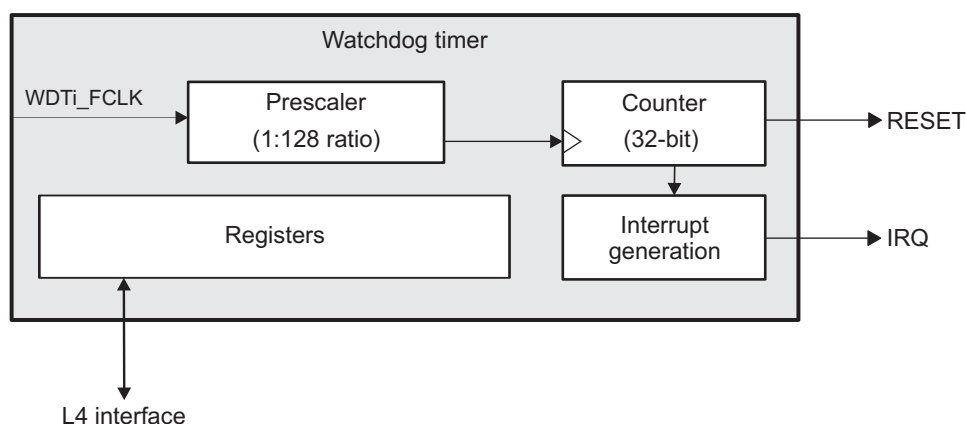 Watchdog timer
WDTi_FCLK
Prescaler
(1:128 ratio)
Counter
(32-bit)
RESET
Registers
Interrupt
generation
IRQ
L4 interface